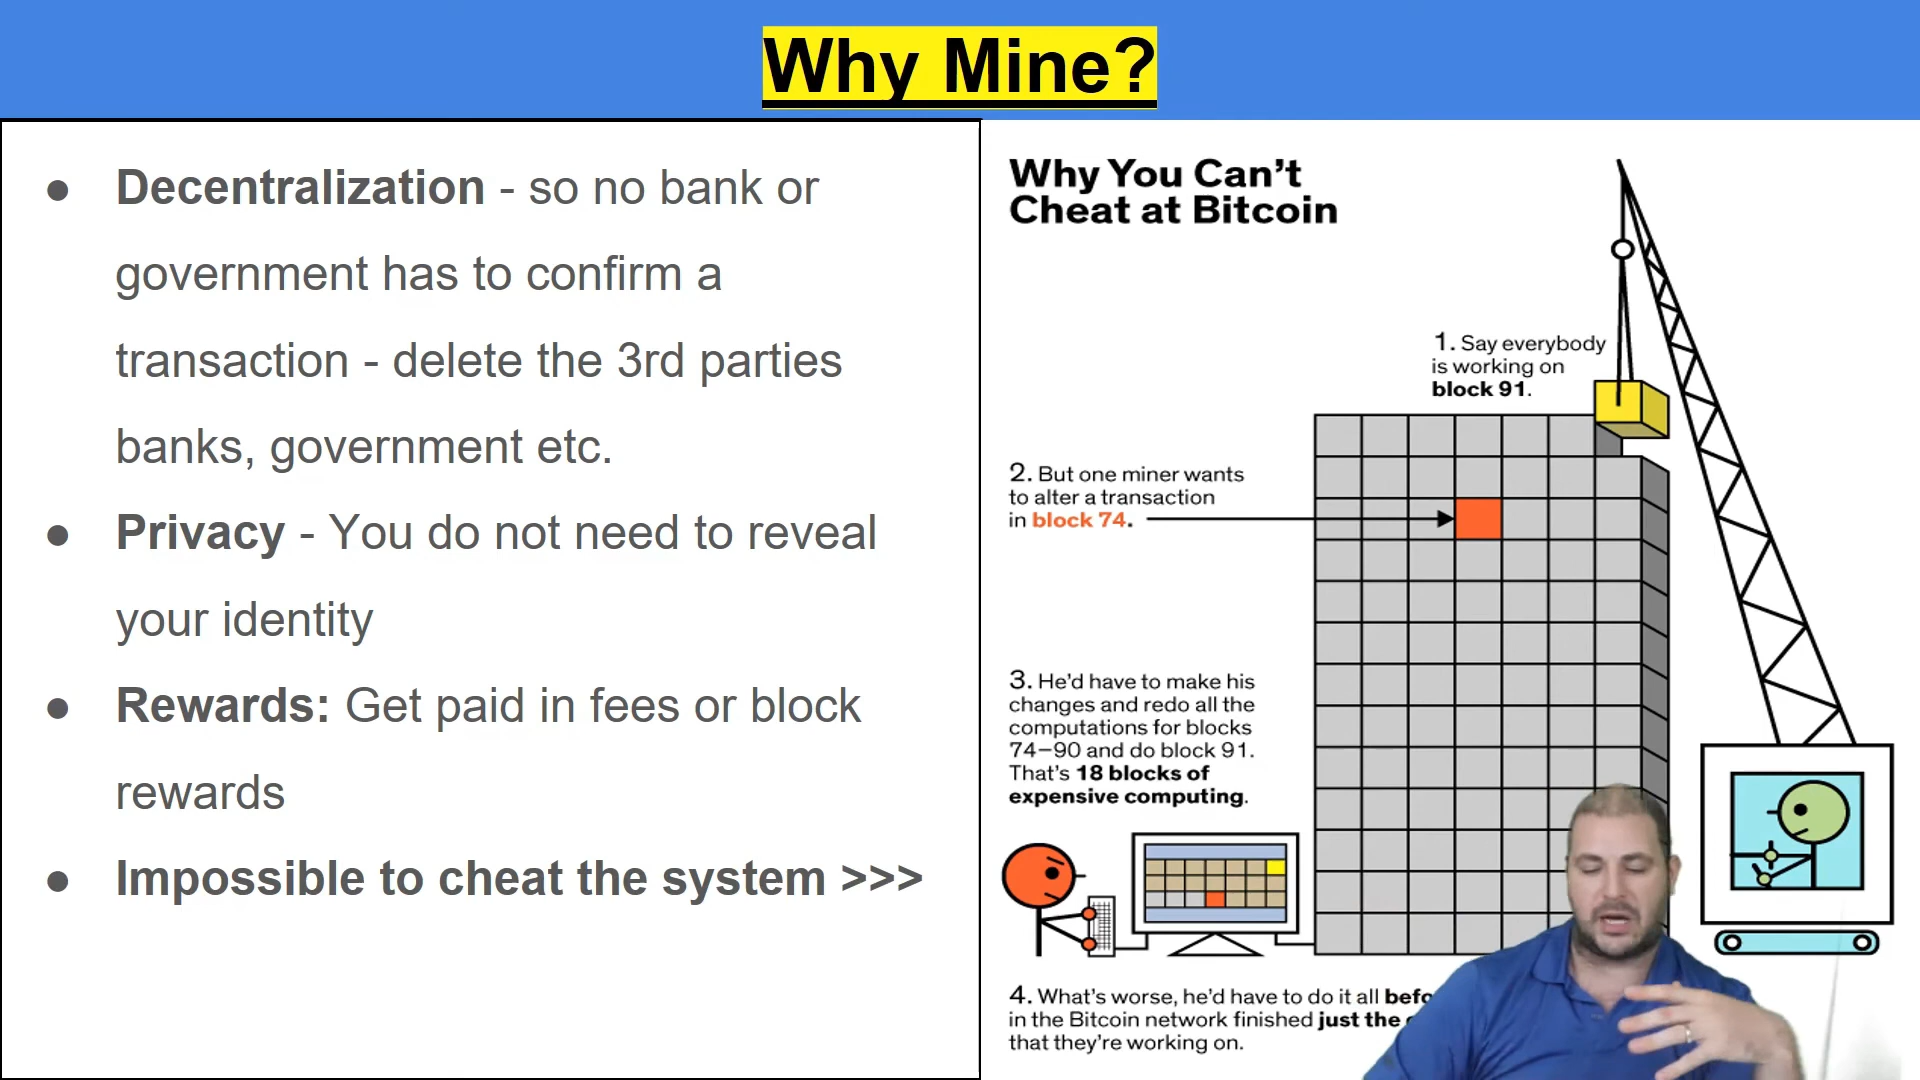 Why Mine?
● Decentralization - so no bank or
government has to confirm a
transaction - delete the 3rd parties
banks, government etc.
● Privacy - You do not need to reveal
your identity
● Rewards: Get paid in fees or block
rewards
● Impossible to cheat the system >>>
Why You Can't
Cheat at Bitcoin
1. Say everybody
is working on
block 91.
2. But one miner wants
to alter a transaction
in block 74.
3. He'd have to make his
changes and redo all the
computations for blocks
74–90 and do block 91.
That's 18 blocks of
expensive computing.
4. What's worse, he'd have to do it all
in the Bitcoin network finished just the
that they're working on.